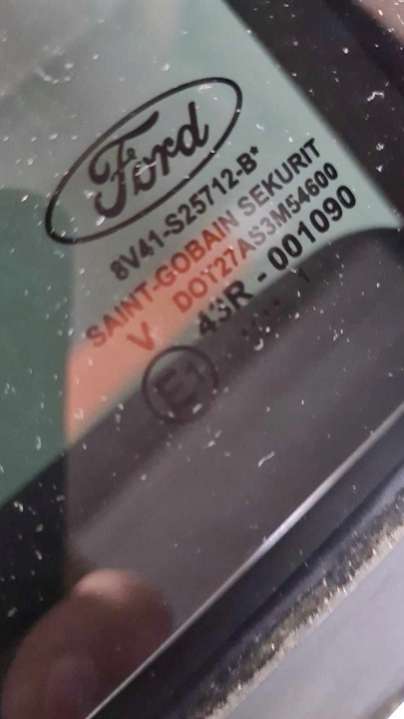 Ford
8V41-S25712-B*
SAINT-GOBAIN SEKURIT
DOT27AS3M54600
V 43R - 001090
E1